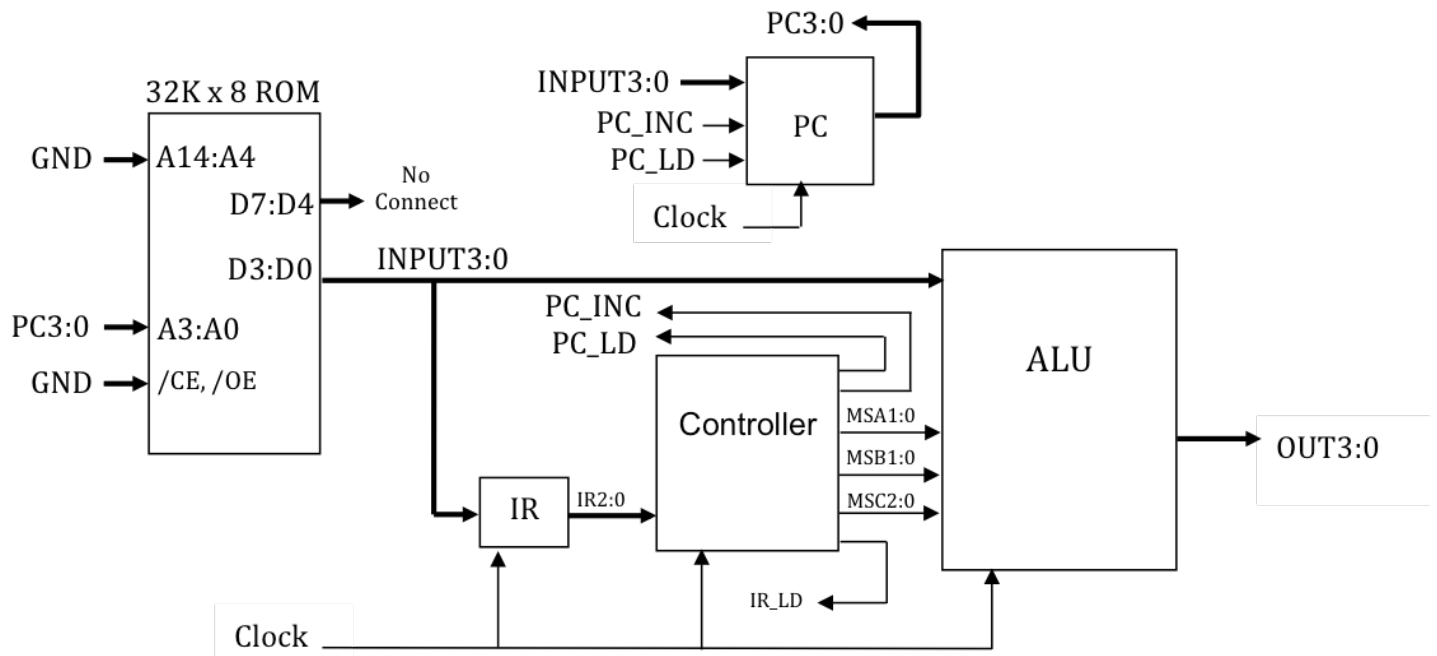 PC3:0
32K x 8 ROM
INPUT3:0
PC_INC
PC
PC_LD
GND
A14:A4
No
Connect
D7:D4
Clock
INPUT3:0
D3:D0
PC_INC
PC3:0
A3:A0
PC_LD
ALU
GND
/CE, /OE
Controller
MSA1:0
OUT3:0
MSB1:0
IR
IR2:0
MSC2:0
IR_LD
Clock